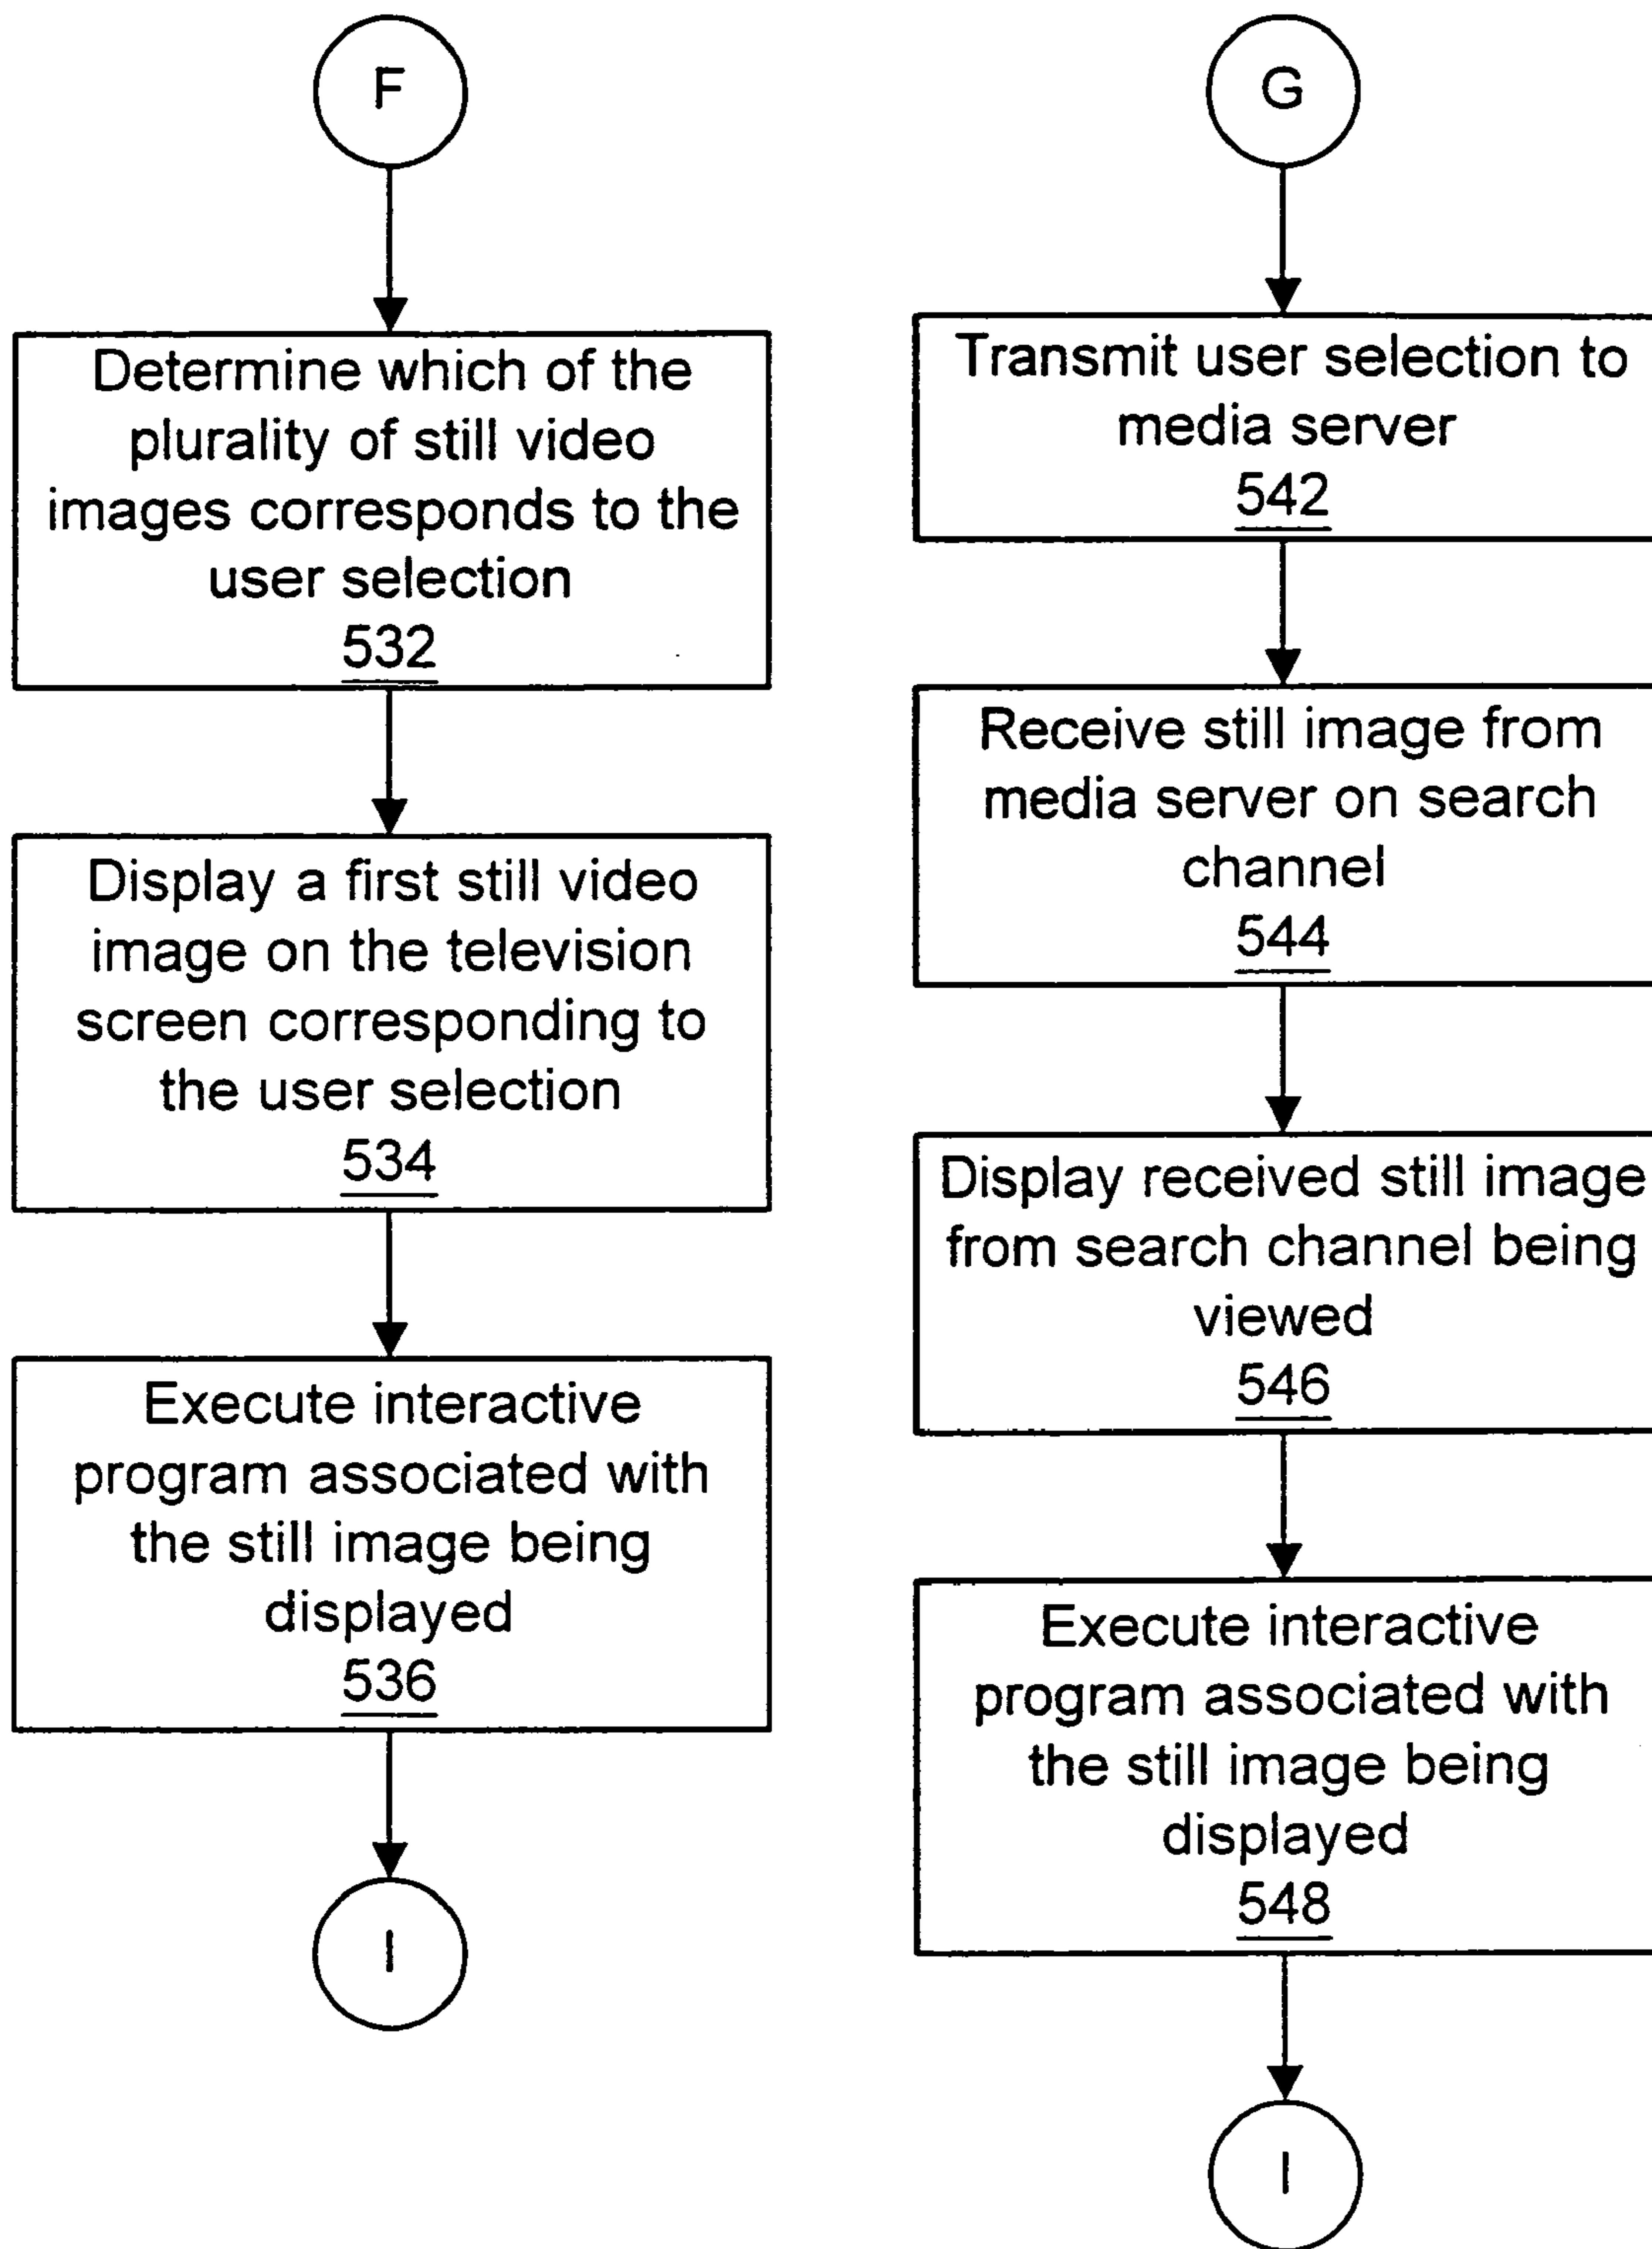 F
Determine which of the
plurality of still video
images corresponds to the
user selection
532
Display a first still video
image on the television
screen corresponding to
the user selection
534
Execute interactive
program associated with
the still image being
displayed
536
I
G
Transmit user selection to
media server
542
Receive still image from
media server on search
channel
544
Display received still image
from search channel being
viewed
546
Execute interactive
program associated with
the still image being
displayed
548
I